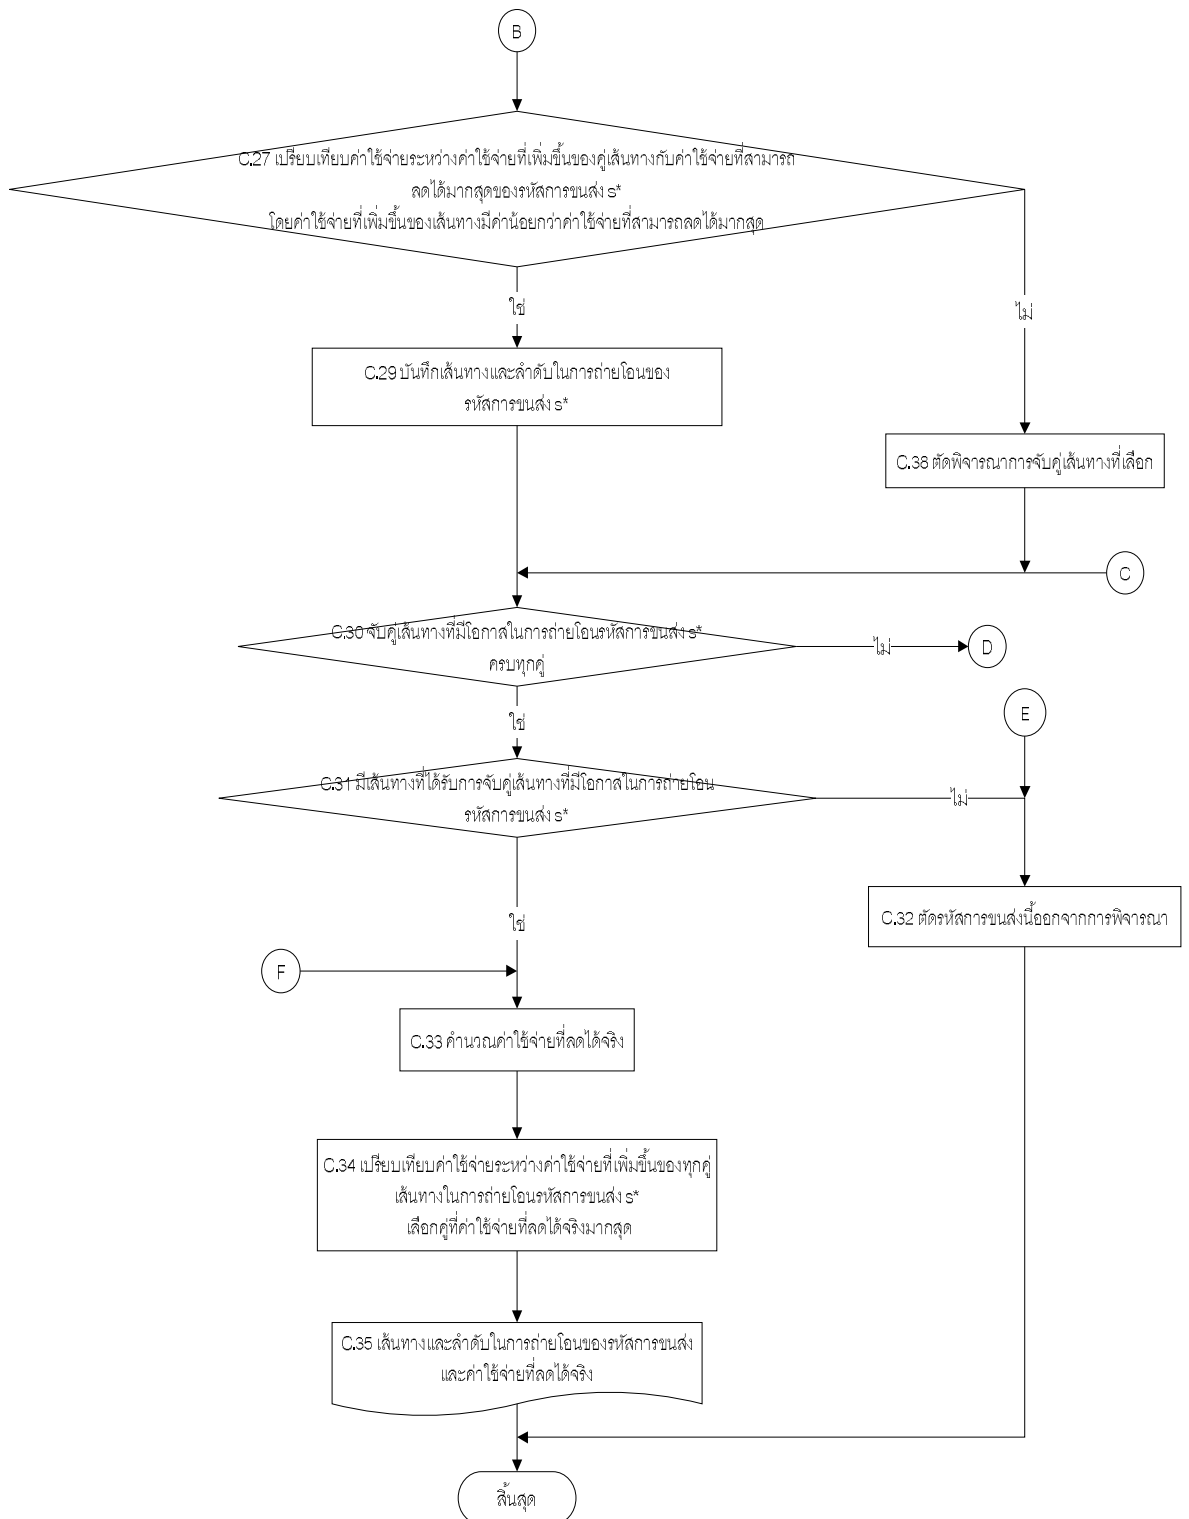 B
C.27 เปรียบเทียบค่าใช้จ่ายระหว่างค่าใช้จ่ายที่เพิ่มขึ้นของคู่เส้นทางกับค่าใช้จ่ายที่สามารถ
ลดได้มากสุดของรหัสการขนส่ง s*
โดยค่าใช้จ่ายที่เพิ่มขึ้นของเส้นทางมีค่าน้อยกว่าค่าใช้จ่ายที่สามารถลดได้มากสุด
ใช่
ไม่
C.29 บันทึกเส้นทางและลำดับในการถ่ายโอนของ
รหัสการขนส่ง s*
C.38 ตัดพิจารณาการจับคู่เส้นทางที่เลือก
C
C.30 จับคู่เส้นทางที่มีโอกาสในการถ่ายโอนรหัสการขนส่ง s*
ครบทุกคู่
ไม่
D
ใช่
E
C.31 มีเส้นทางที่ได้รับการจับคู่เส้นทางที่มีโอกาสในการถ่ายโอน
รหัสการขนส่ง s*
ไม่
ใช่
C.32 ตัดรหัสการขนส่งนี้ออกจากการพิจารณา
F
C.33 คำนวณค่าใช้จ่ายที่ลดได้จริง
C.34 เปรียบเทียบค่าใช้จ่ายระหว่างค่าใช้จ่ายที่เพิ่มขึ้นของทุกคู่
เส้นทางในการถ่ายโอนรหัสการขนส่ง s*
เลือกคู่ที่ค่าใช้จ่ายที่ลดได้จริงมากสุด
C.35 เส้นทางและลำดับในการถ่ายโอนของรหัสการขนส่ง
และค่าใช้จ่ายที่ลดได้จริง
สิ้นสุด